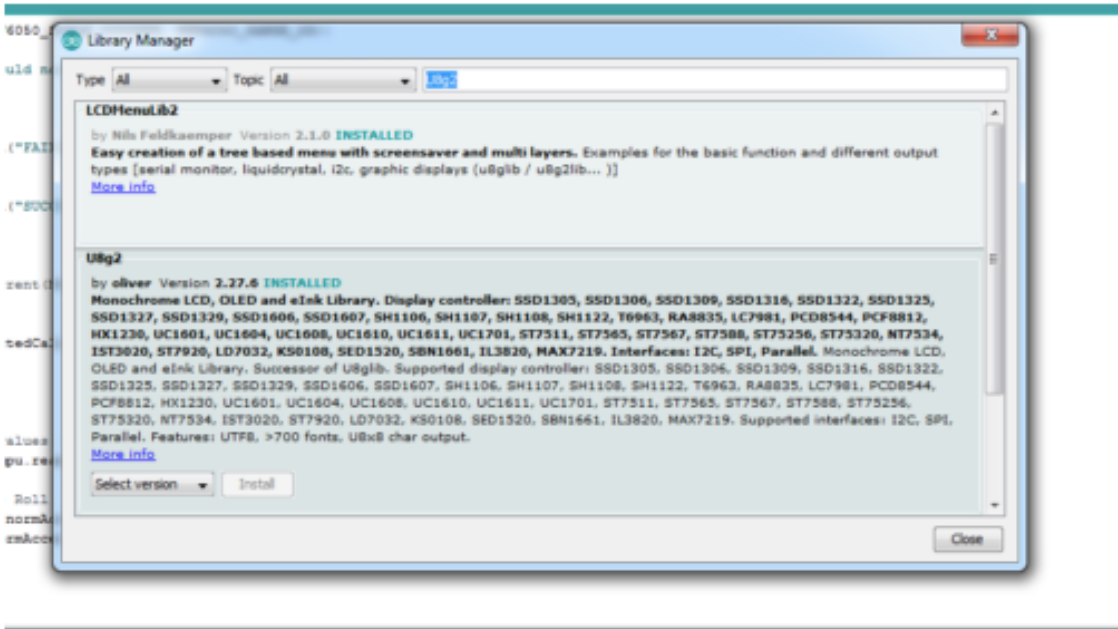 6050_
Library Manager
uld n
Type All Topic All U8g2
LCDMenuLib2
by Nils Feldkaemper Version 2.1.0 INSTALLED
("FAI
Easy creation of a tree based menu with screensaver and multi layers. Examples for the basic function and different output
types [serial monitor, liquidcrystal, i2c, graphic displays (u8glib / u8g2lib... )]
More info
("SUC
U8g2
by oliver Version 2.27.6 INSTALLED
rent(
Monochrome LCD, OLED and eInk Library. Display controller: SSD1305, SSD1306, SSD1309, SSD1316, SSD1322, SSD1325,
SSD1327, SSD1329, SSD1606, SSD1607, SH1106, SH1107, SH1108, SH1122, T6963, RA8835, LC7981, PCD8544, PCF8812,
HX1230, UC1601, UC1604, UC1608, UC1610, UC1611, UC1701, ST7511, ST7565, ST7567, ST7588, ST75256, ST75320, NT7534,
tedCa
IST3020, ST7920, LD7032, KS0108, SED1520, SBN1661, IL3820, MAX7219. Interfaces: I2C, SPI, Parallel. Monochrome LCD,
OLED and eInk Library. Successor of U8glib. Supported display controller: SSD1305, SSD1306, SSD1309, SSD1316, SSD1322,
SSD1325, SSD1327, SSD1329, SSD1606, SSD1607, SH1106, SH1107, SH1108, SH1122, T6963, RA8835, LC7981, PCD8544,
PCF8812, HX1230, UC1601, UC1604, UC1608, UC1610, UC1611, UC1701, ST7511, ST7565, ST7567, ST7588, ST75256,
ST75320, NT7534, IST3020, ST7920, LD7032, KS0108, SED1520, SBN1661, IL3820, MAX7219. Supported interfaces: I2C, SPI,
Parallel. Features: UTF8, >700 fonts, U8x8 char output.
alues
More info
pu.rea
Select version Install
Roll
normAc
rmAcce
Close